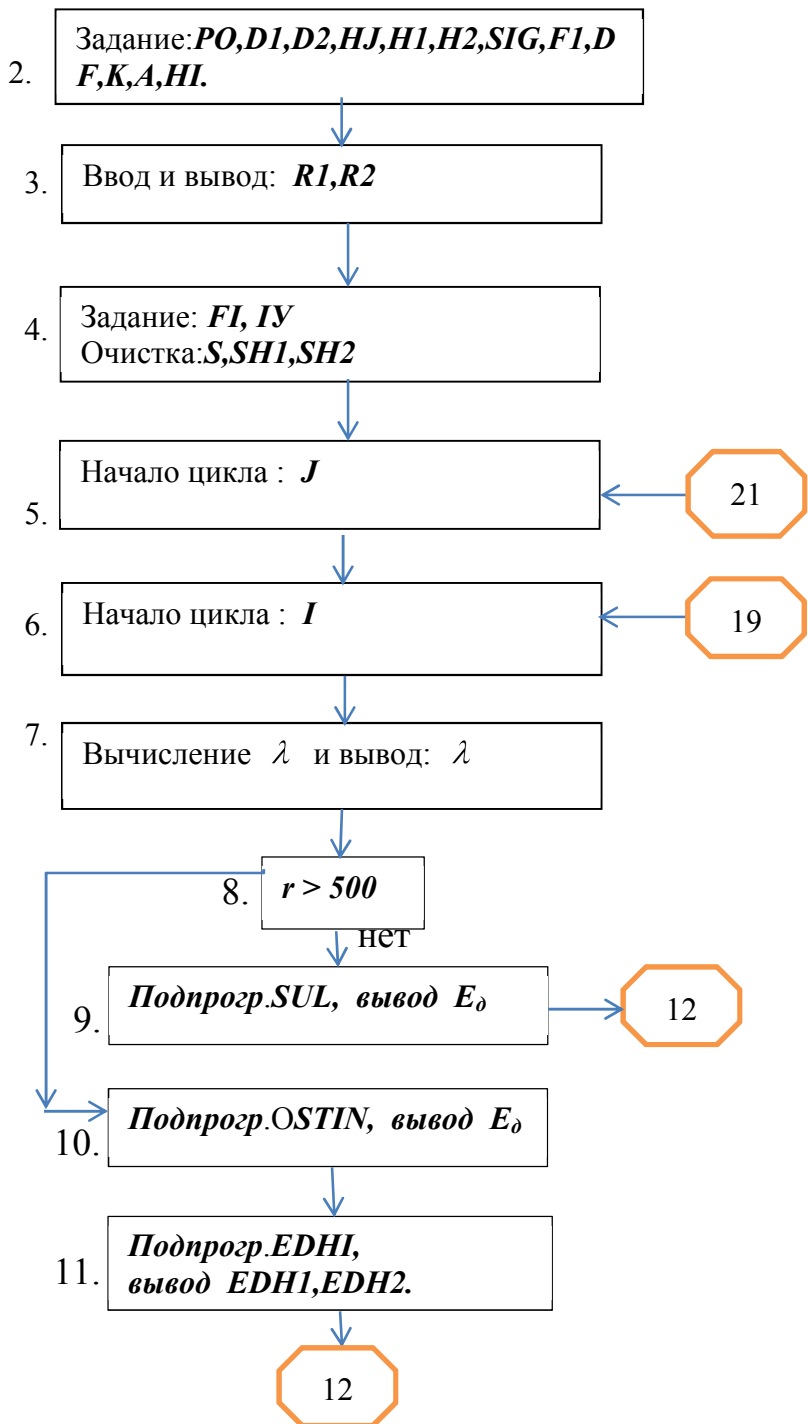 Задание:PO,D1,D2,HJ,H1,H2,SIG,F1,D
F,K,A,HI.
2.
Ввод и вывод: R1,R2
3.
Задание: FI, IУ
Очистка:S,SH1,SH2
4.
Начало цикла : J
5.
21
Начало цикла : I
6.
19
7.
Вычисление λ и вывод: λ
8.
r > 500
нет
Подпрогр.SUL, вывод Eд
9.
12
Подпрогр.OSTIN, вывод Eд
10.
Подпрогр.EDHI,
вывод EDH1,EDH2.
11.
12